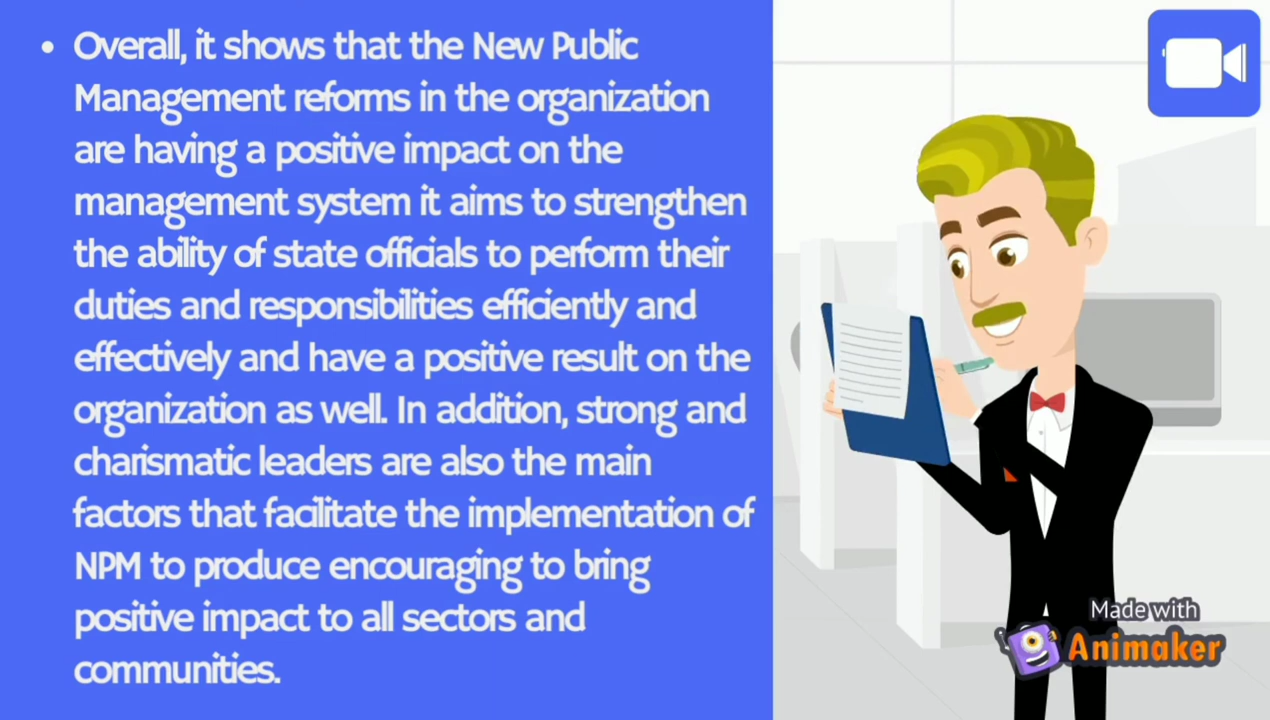 • Overall, it shows that the New Public
Management reforms in the organization
are having a positive impact on the
management system it aims to strengthen
the ability of state officials to perform their
duties and responsibilities efficiently and
effectively and have a positive result on the
organization as well. In addition, strong and
charismatic leaders are also the main
factors that facilitate the implementation of
NPM to produce encouraging to bring
positive impact to all sectors and
communities.
Made with
Animaker